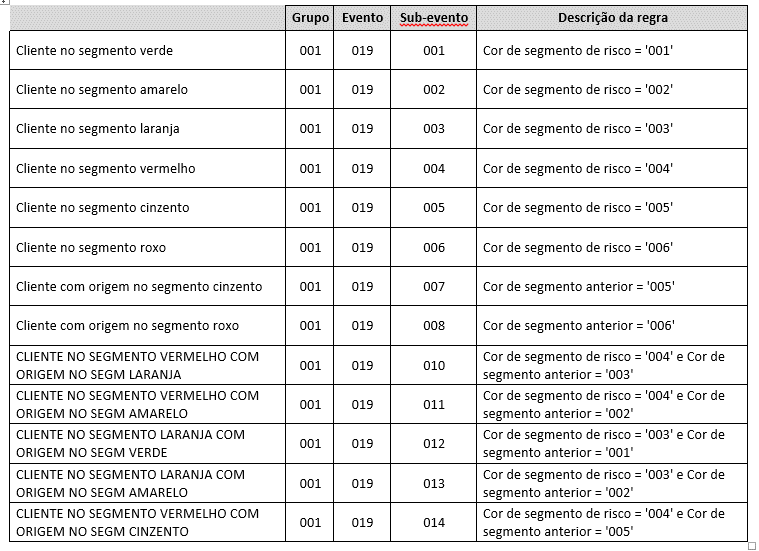 Grupo Evento Sub-evento Descrição da regra
Cliente no segmento verde 001 019 001 Cor de segmento de risco = '001'
Cliente no segmento amarelo 001 019 002 Cor de segmento de risco = '002'
Cliente no segmento laranja 001 019 003 Cor de segmento de risco = '003'
Cliente no segmento vermelho 001 019 004 Cor de segmento de risco = '004'
Cliente no segmento cinzento 001 019 005 Cor de segmento de risco = '005'
Cliente no segmento roxo 001 019 006 Cor de segmento de risco = '006'
Cliente com origem no segmento cinzento 001 019 007 Cor de segmento anterior = '005'
Cliente com origem no segmento roxo 001 019 008 Cor de segmento anterior = '006'
CLIENTE NO SEGMENTO VERMELHO COM
ORIGEM NO SEGM LARANJA
001 019 010
Cor de segmento de risco = '004' e Cor de
segmento anterior = '003'
CLIENTE NO SEGMENTO VERMELHO COM
ORIGEM NO SEGM AMARELO
001 019 011
Cor de segmento de risco = '004' e Cor de
segmento anterior = '002'
CLIENTE NO SEGMENTO LARANJA COM
ORIGEM NO SEGM VERDE
001 019 012
Cor de segmento de risco = '003' e Cor de
segmento anterior = '001'
CLIENTE NO SEGMENTO LARANJA COM
ORIGEM NO SEGM AMARELO
001 019 013
Cor de segmento de risco = '003' e Cor de
segmento anterior = '002'
CLIENTE NO SEGMENTO VERMELHO COM
ORIGEM NO SEGM CINZENTO
001 019 014
Cor de segmento de risco = '004' e Cor de
segmento anterior = '005'